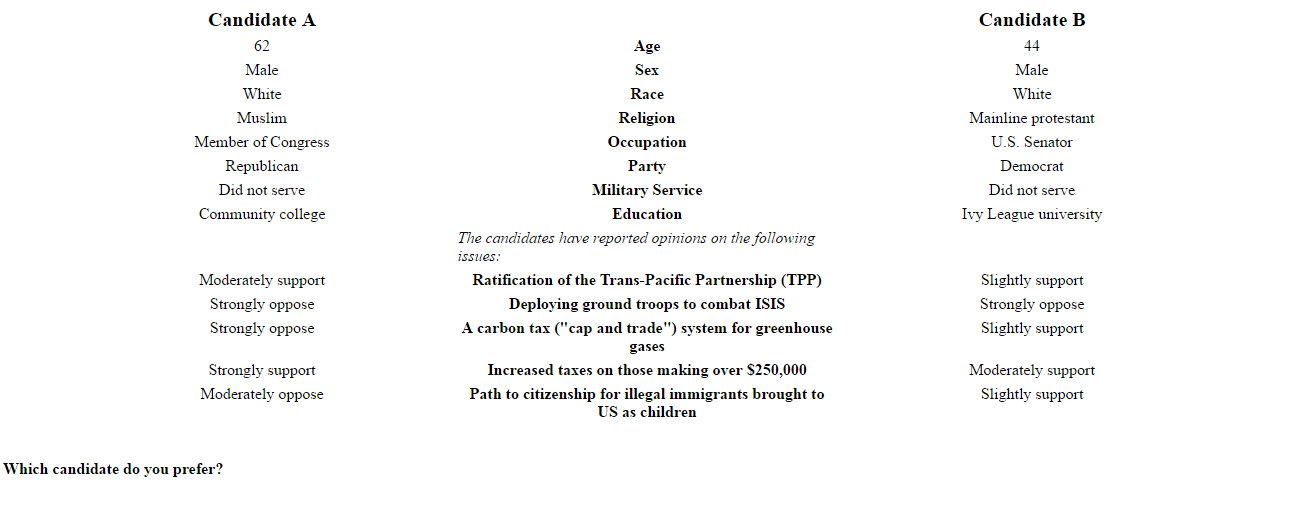 Candidate A Candidate B
62 Age 44
Male Sex Male
White Race White
Muslim Religion Mainline protestant
Member of Congress Occupation U.S. Senator
Republican Party Democrat
Did not serve Military Service Did not serve
Community college Education Ivy League university
The candidates have reported opinions on the following
issues:
Moderately support Ratification of the Trans-Pacific Partnership (TPP) Slightly support
Strongly oppose Deploying ground troops to combat ISIS Strongly oppose
Strongly oppose A carbon tax ("cap and trade") system for greenhouse Slightly support
gases
Strongly support Increased taxes on those making over $250,000 Moderately support
Moderately oppose Path to citizenship for illegal immigrants brought to Slightly support
US as children
Which candidate do you prefer?